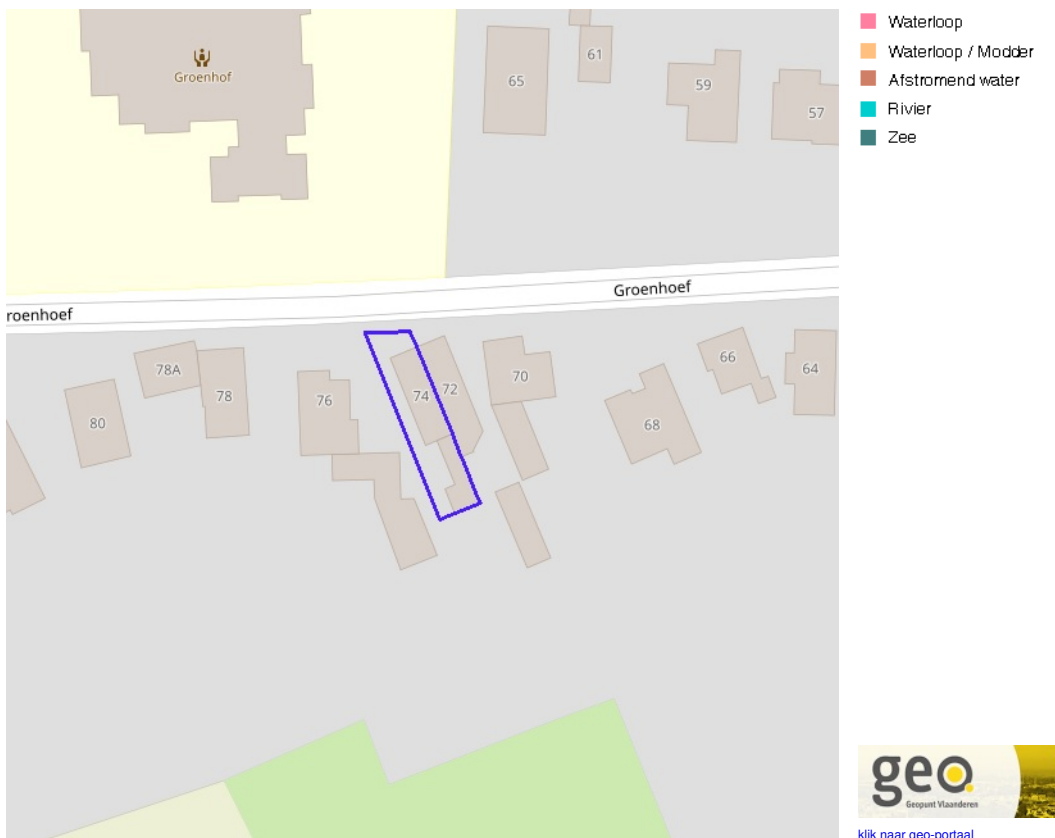 Groenhof
65
61
59
57
Groenhoef
roenhoef
78A
78
80
76
74
72
70
68
66
64
Waterloop
Waterloop / Modder
Afstromend water
Rivier
Zee
geo.
Geopunt Vlaanderen
klik naar geo-portaal